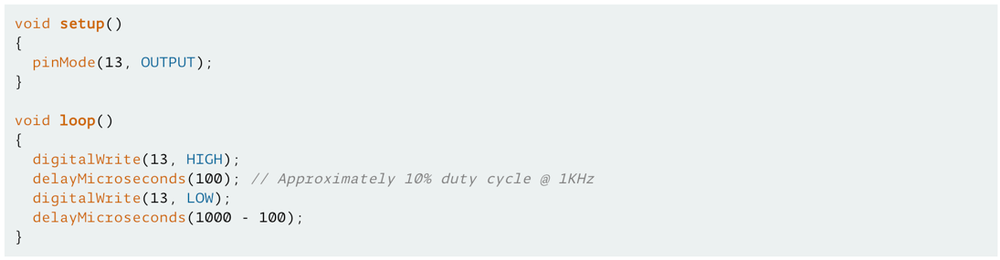 void setup()
{
  pinMode(13, OUTPUT);
}

void loop()
{
  digitalWrite(13, HIGH);
  delayMicroseconds(100); // Approximately 10% duty cycle @ 1KHz
  digitalWrite(13, LOW);
  delayMicroseconds(1000 - 100);
}